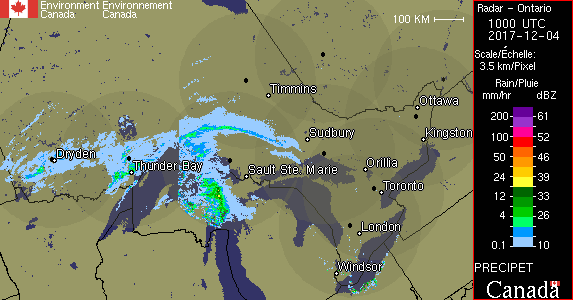 Environment Environnement
Canada Canada
Radar - Ontario
1000 UTC
2017-12-04
100 KM
Scale/Échelle:
3.5 km/Pixel
Rain/Pluie
mm/hr dBZ
200 61
100 52
50 46
24 39
12 33
4 26
0.1 10
PRECIPET
Canada
Timmins
Ottawa
Sudbury
Kingston
Dryden
Thunder Bay
Sault Ste. Marie
Orillia
Toronto
London
Windsor